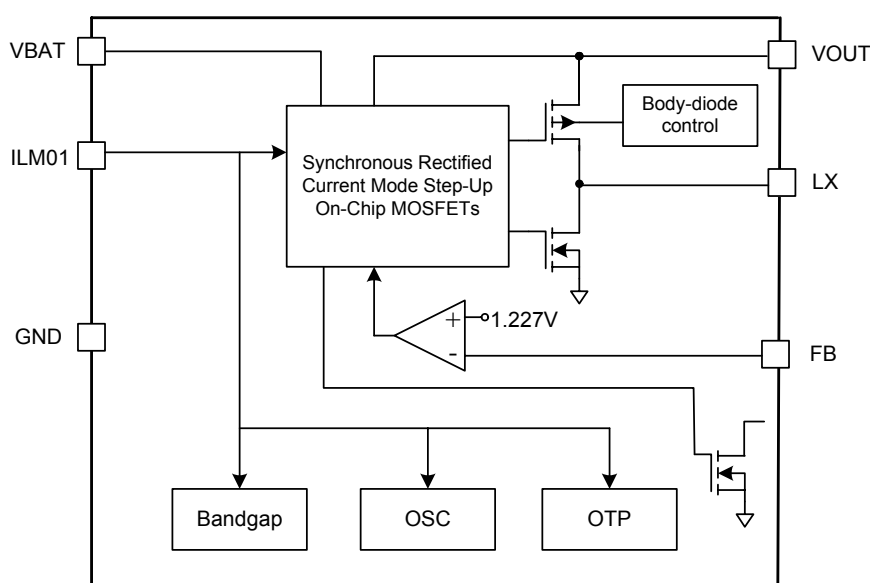 VBAT
VOUT
Body-diode
control
ILM01
Synchronous Rectified
Current Mode Step-Up
On-Chip MOSFETs
LX
GND
+
1.227V
-
FB
Bandgap
OSC
OTP